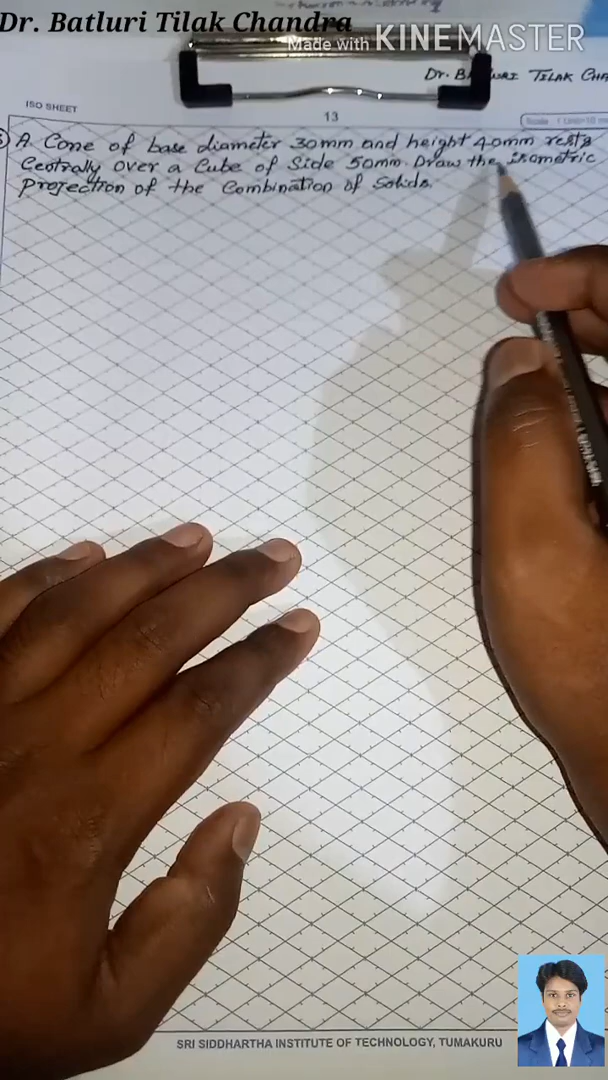 Dr. Batluri Tilak Chandra
Made with KINEMASTER
Dr. TILAK CHA
ISO SHEET
13
A Cone of base diameter 30mm and height 40mm rests
Centrally over a Cube of Side 50mm. Draw the isometric
Projection of the Combination of Solids.
SRI SIDDHARTHA INSTITUTE OF TECHNOLOGY, TUMAKURU